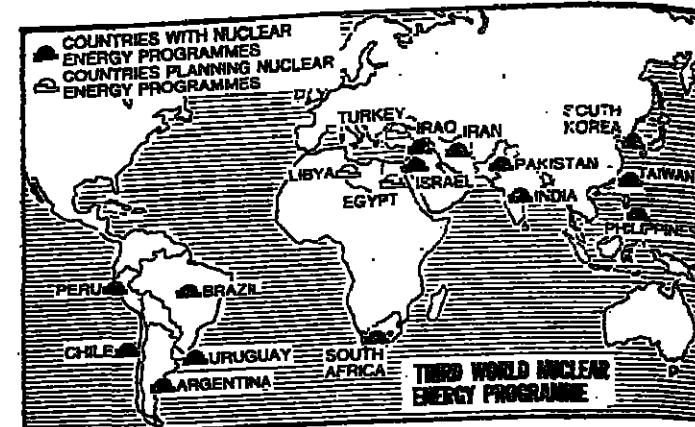 COUNTRIES WITH NUCLEAR
ENERGY PROGRAMMES
COUNTRIES PLANNING NUCLEAR
ENERGY PROGRAMMES
TURKEY
IRAQ
IRAN
SOUTH
KOREA
PAKISTAN
TAIWAN
LIBYA
ISRAEL
EGYPT
INDIA
PHILIPPINES
PERU
BRAZIL
CHILE
URUGUAY
SOUTH
AFRICA
ARGENTINA
THIRD WORLD NUCLEAR
ENERGY PROGRAMME